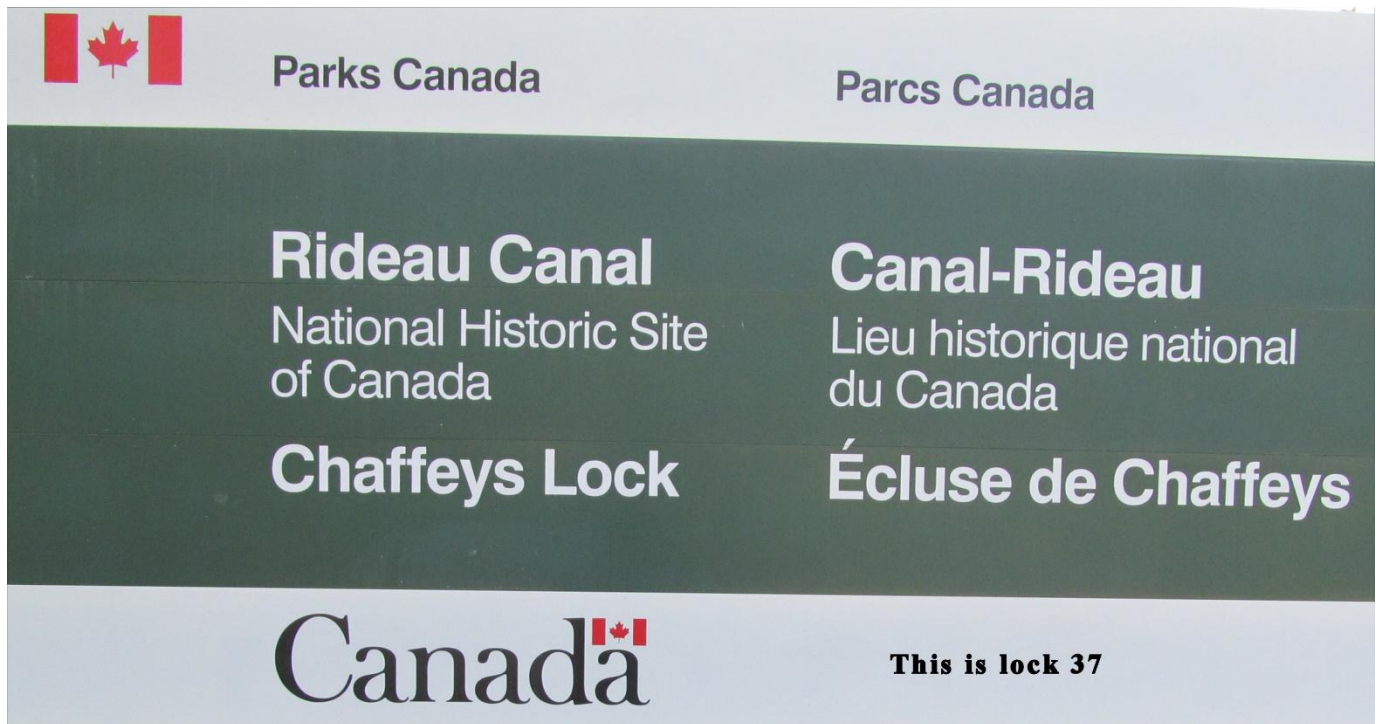 Parks Canada
Parcs Canada
Rideau Canal
National Historic Site
of Canada
Chaffeys Lock
Canal-Rideau
Lieu historique national
du Canada
Écluse de Chaffeys
Canada
This is lock 37